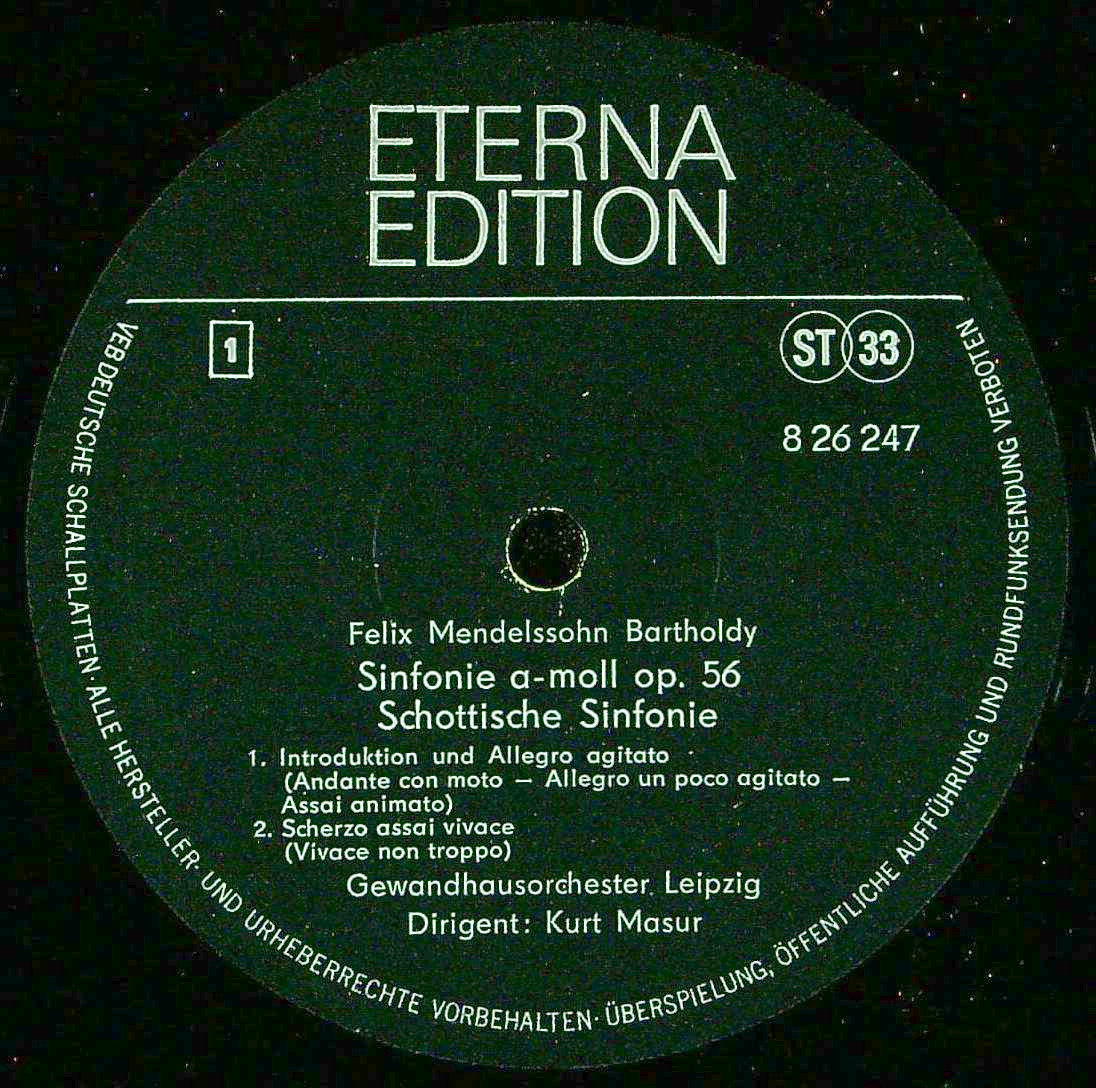 ETERNA
EDITION
1
ST 33
8 26 247
Felix Mendelssohn Bartholdy
Sinfonie a-moll op. 56
Schottische Sinfonie
1. Introduktion und Allegro agitato
(Andante con moto – Allegro un poco agitato –
Assai animato)
2. Scherzo assai vivace
(Vivace non troppo)
Gewandhausorchester Leipzig
Dirigent: Kurt Masur
VEB DEUTSCHE SCHALLPLATTEN · ALLE HERSTELLER- UND URHEBERRECHTE VORBEHALTEN · ÜBERSPIELUNG, ÖFFENTLICHE AUFFÜHRUNG UND RUNDFUNKSENDUNG VERBOTEN